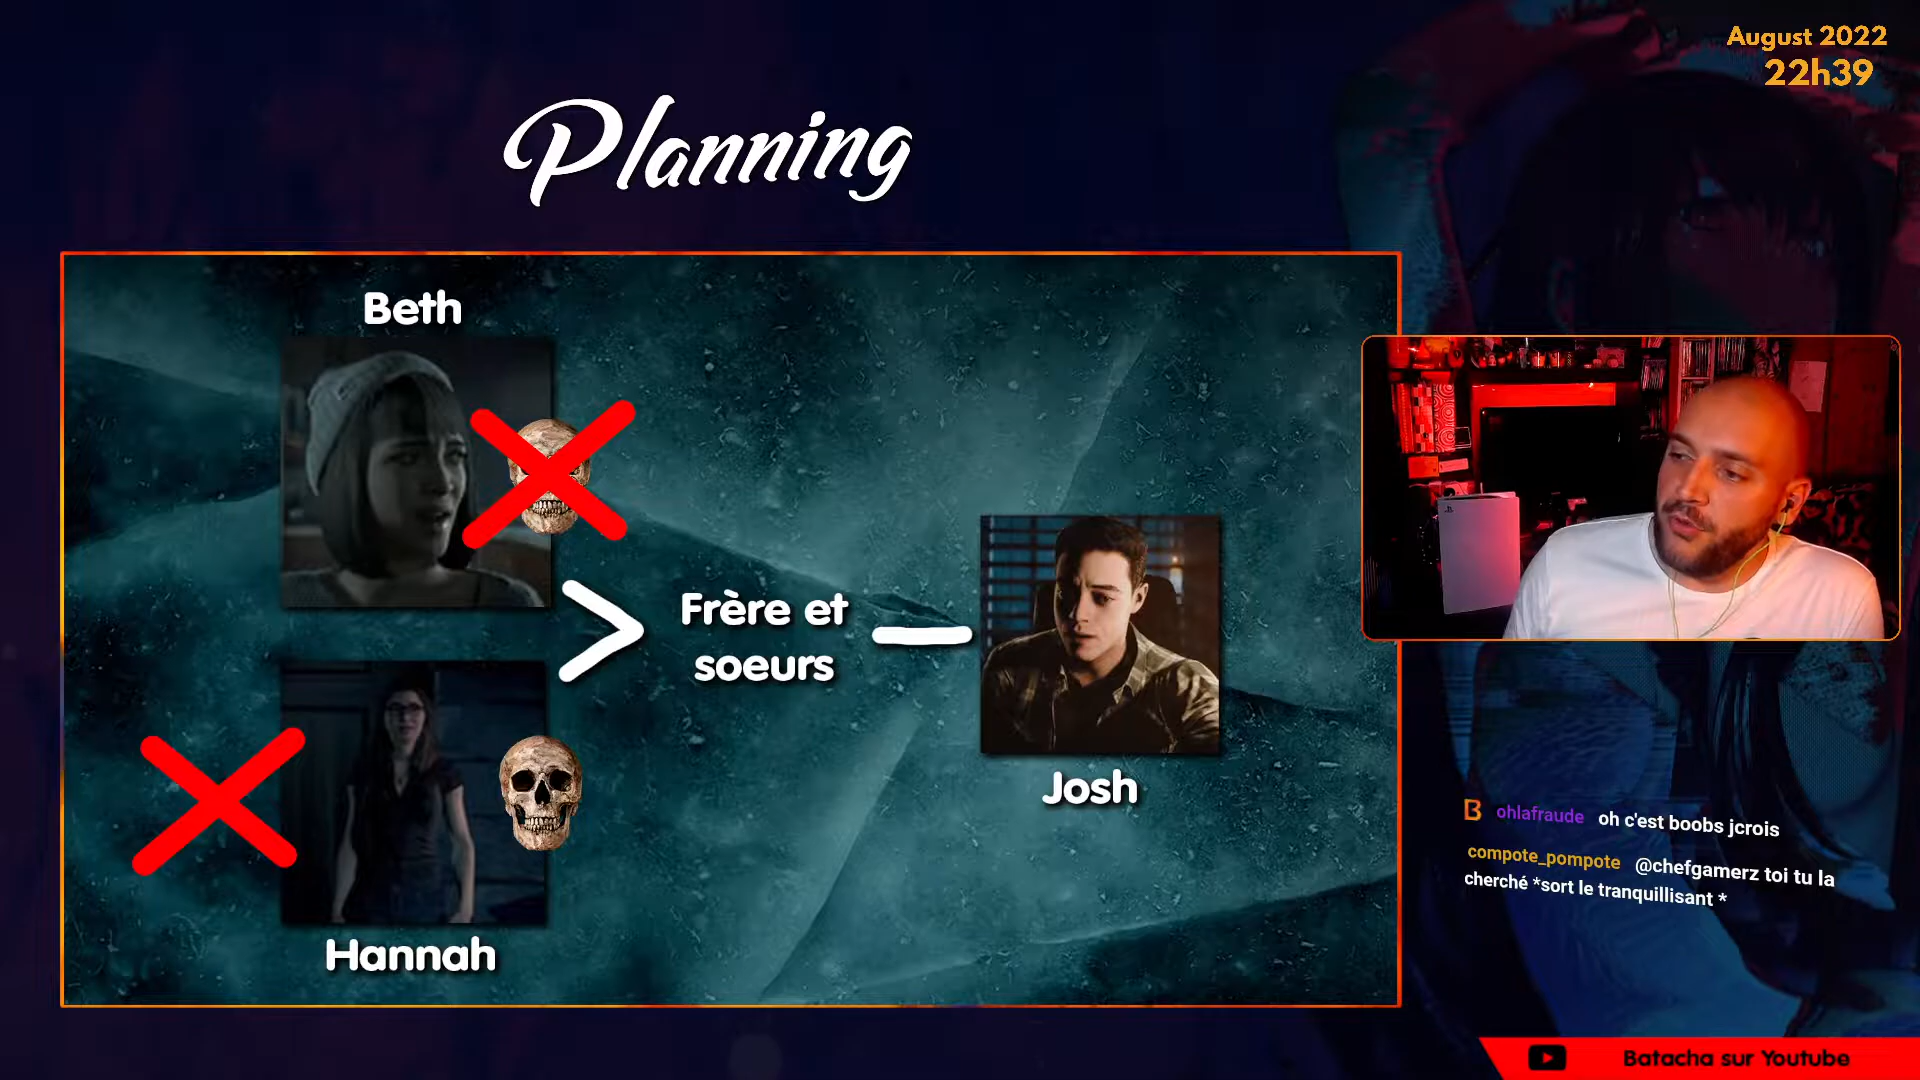 August 2022
22h39
Planning
Beth
Frère et
soeurs
Josh
Hannah
ohlafraude oh c'est boobs jcrois
compote_pompote @chefgamerz toi tu la
cherché *sort le tranquillisant *
Batacha sur Youtube